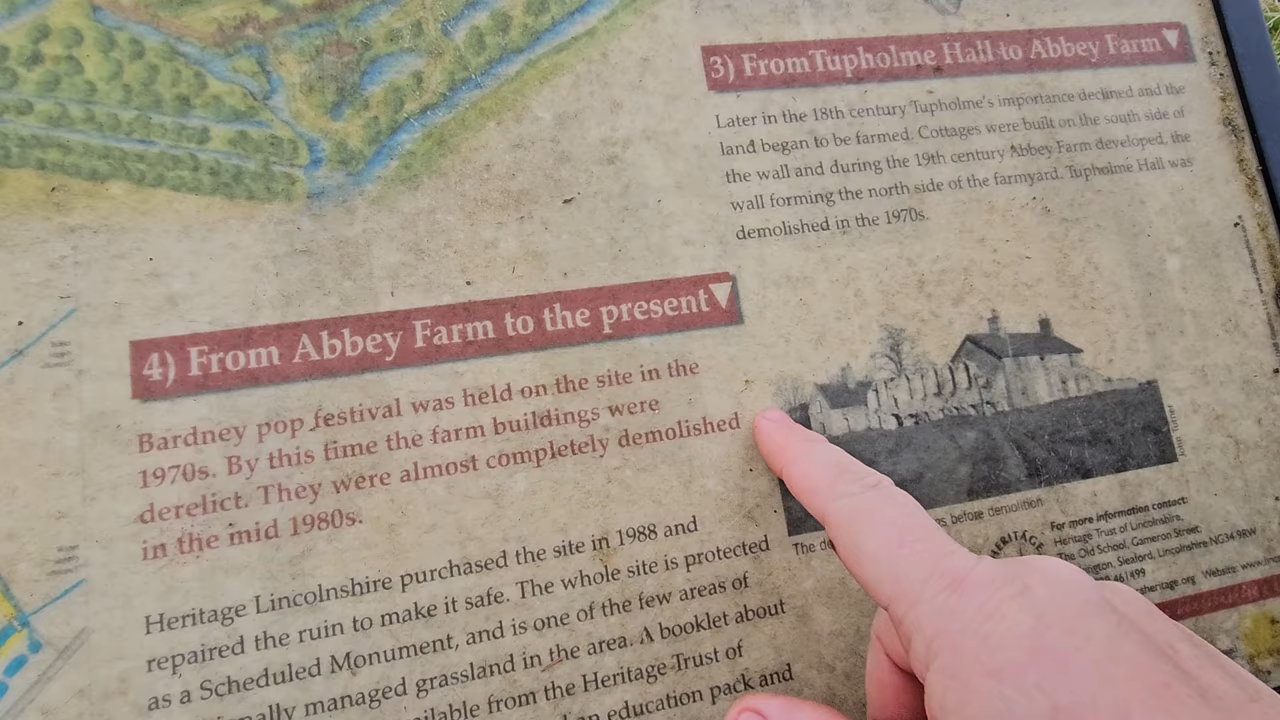 3) From Tupholme Hall to Abbey Farm
Later in the 18th century Tupholme's importance declined and the
land began to be farmed. Cottages were built on the south side of
the wall and during the 19th century Abbey Farm developed, the
wall forming the north side of the farmyard. Tupholme Hall was
demolished in the 1970s.
4) From Abbey Farm to the present
Bardney pop festival was held on the site in the
1970s. By this time the farm buildings were
derelict. They were almost completely demolished
in the mid 1980s.
Heritage Lincolnshire purchased the site in 1988 and
repaired the ruin to make it safe. The whole site is protected
as a Scheduled Monument, and is one of the few areas of
managed grassland in the area. A booklet about
from the Heritage Trust of
education pack and
John Turner
The
before demolition
HERITAGE
For more information contact:
Heritage Trust of Lincolnshire,
The Old School, Cameron Street,
Sleaford, Lincolnshire NG34 9RW
461499
Website: